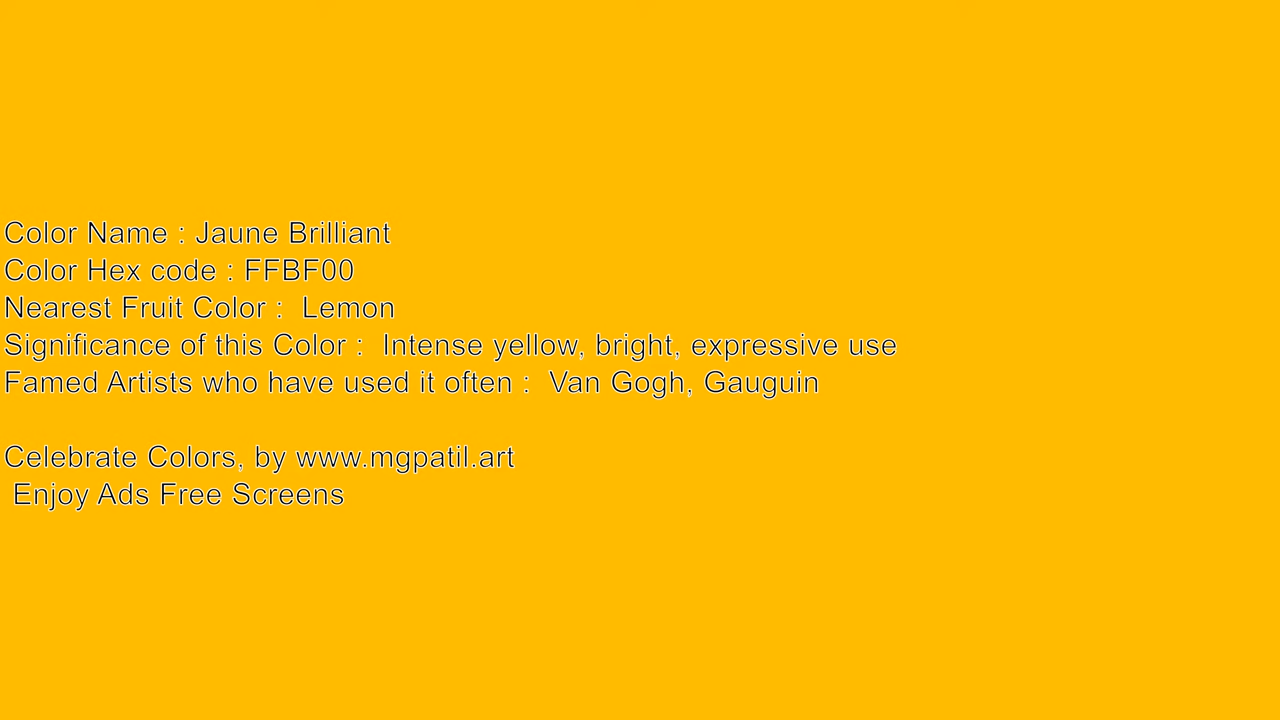 Color Name : Jaune Brilliant
Color Hex code : FFBF00
Nearest Fruit Color :  Lemon
Significance of this Color :  Intense yellow, bright, expressive use
Famed Artists who have used it often :  Van Gogh, Gauguin
Celebrate Colors, by www.mgpatil.art
Enjoy Ads Free Screens